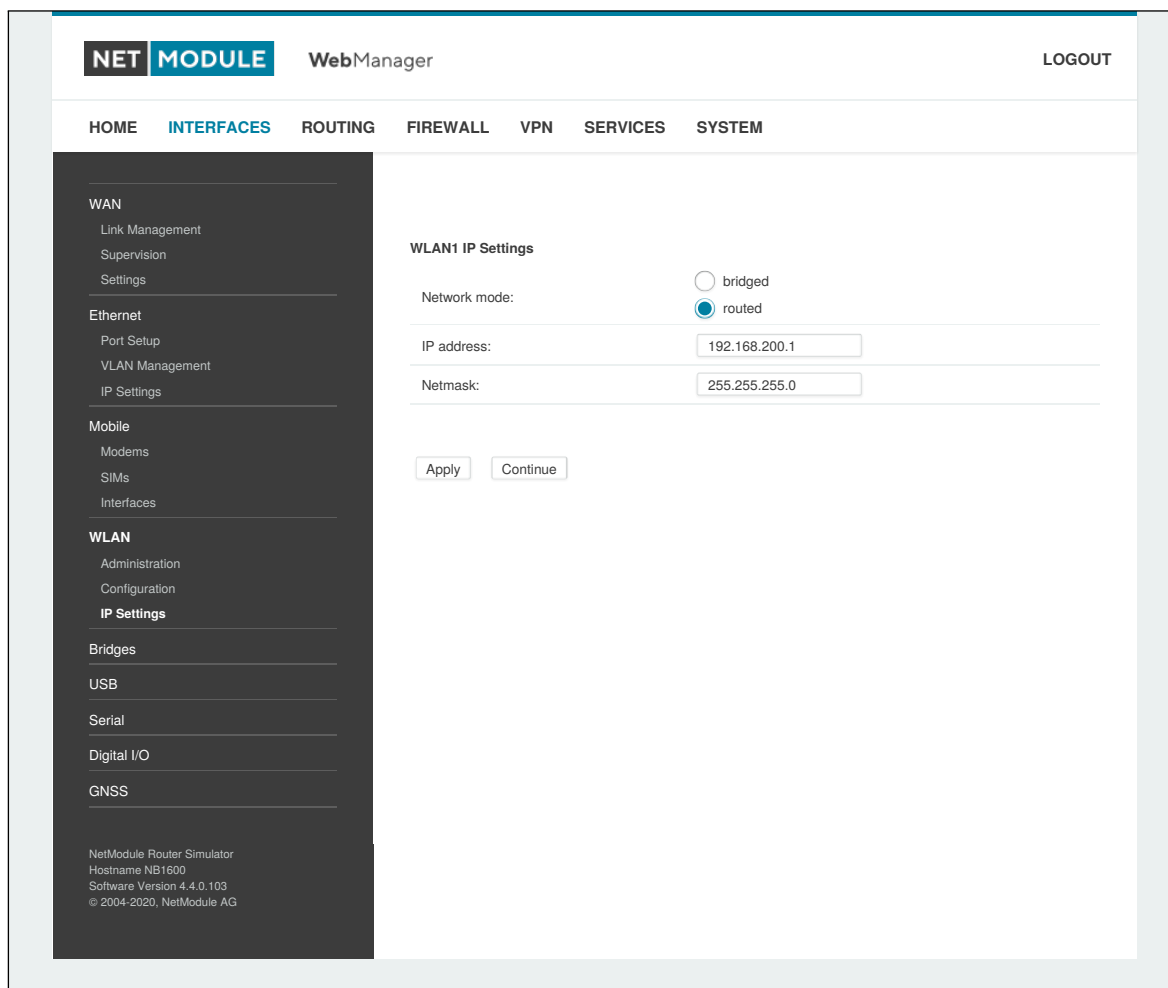 NET MODULE WebManager LOGOUT
HOME INTERFACES ROUTING FIREWALL VPN SERVICES SYSTEM
WAN
Link Management
Supervision
Settings
Ethernet
Port Setup
VLAN Management
IP Settings
Mobile
Modems
SIMs
Interfaces
WLAN
Administration
Configuration
IP Settings
Bridges
USB
Serial
Digital I/O
GNSS
NetModule Router Simulator
Hostname NB1600
Software Version 4.4.0.103
© 2004-2020, NetModule AG
WLAN1 IP Settings
Network mode:
bridged
routed
IP address: 192.168.200.1
Netmask: 255.255.255.0
Apply Continue